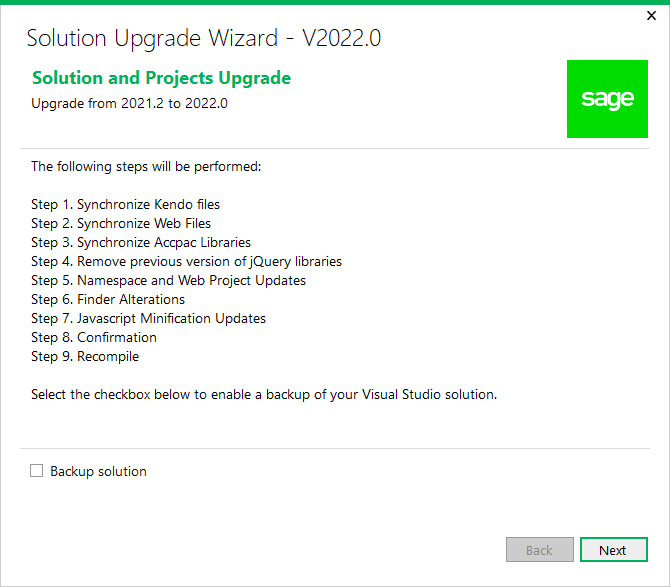 Solution Upgrade Wizard - V2022.0
Solution and Projects Upgrade
Upgrade from 2021.2 to 2022.0
sage
The following steps will be performed:
Step 1. Synchronize Kendo files
Step 2. Synchronize Web Files
Step 3. Synchronize Accpac Libraries
Step 4. Remove previous version of jQuery libraries
Step 5. Namespace and Web Project Updates
Step 6. Finder Alterations
Step 7. Javascript Minification Updates
Step 8. Confirmation
Step 9. Recompile
Select the checkbox below to enable a backup of your Visual Studio solution.
Backup solution
Back
Next